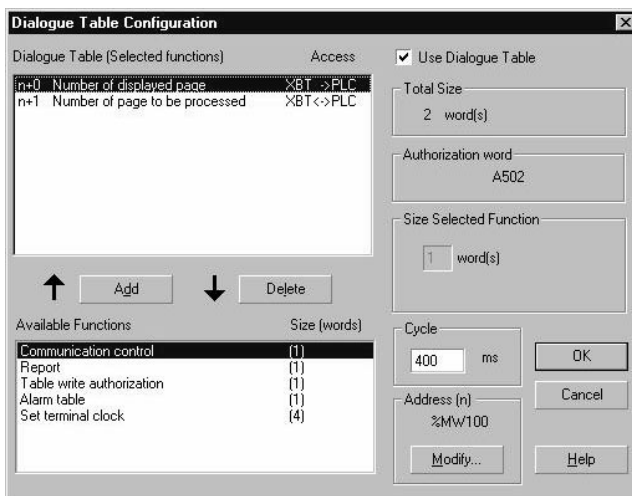 Dialogue Table Configuration
Dialogue Table (Selected functions) Access
n+0 Number of displayed page XBT ->PLC
n+1 Number of page to be processed XBT<->PLC
Use Dialogue Table
Total Size
2 word(s)
Authorization word
A502
Size Selected Function
1 word(s)
Add
Delete
Available Functions Size (words)
Communication control (1)
Report (1)
Table write authorization (1)
Alarm table (1)
Set terminal clock (4)
Cycle
400 ms
Address (n)
%MW100
Modify...
OK
Cancel
Help